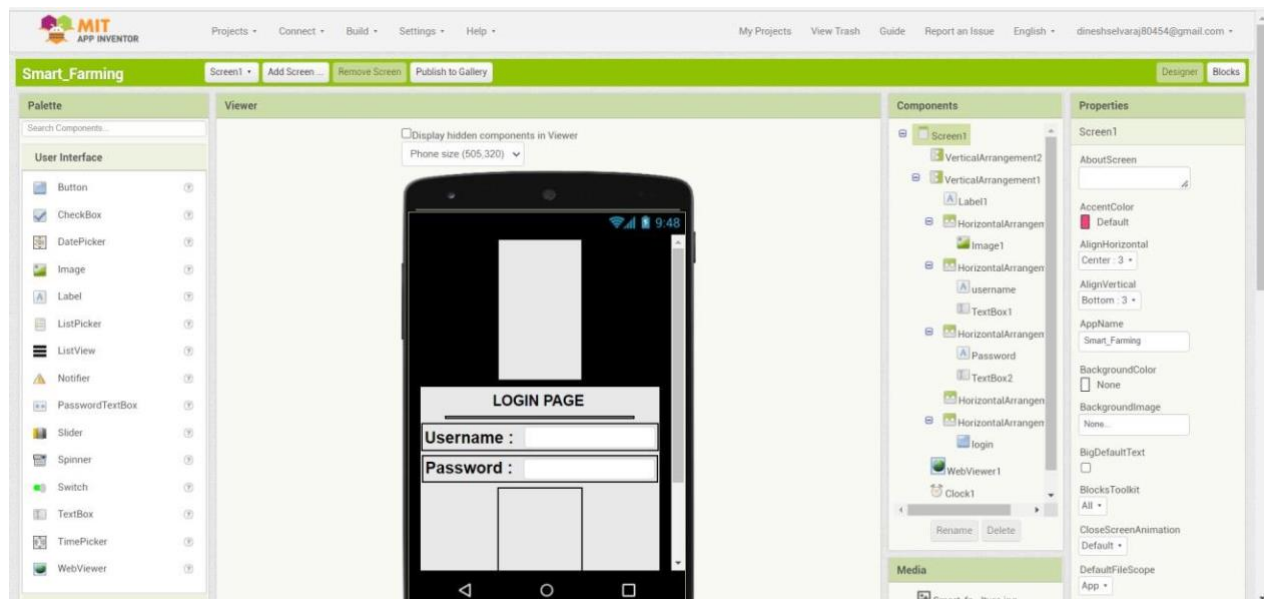 MIT
APP INVENTOR
Projects Connect Build Settings Help My Projects View Trash Guide Report an Issue English dineshselvaraj80454@gmail.com
Smart_Farming Screen1 Add Screen ... Remove Screen Publish to Gallery Designer Blocks
Palette
Search Components...
User Interface
Button
CheckBox
DatePicker
Image
Label
ListPicker
ListView
Notifier
PasswordTextBox
Slider
Spinner
Switch
TextBox
TimePicker
WebViewer
Viewer
Display hidden components in Viewer
Phone size (505,320)
9:48
LOGIN PAGE
Username :
Password :
Components
Screen1
VerticalArrangement2
VerticalArrangement1
Label1
HorizontalArrangen
Image1
HorizontalArrangen
username
TextBox1
HorizontalArrangen
Password
TextBox2
HorizontalArrangen
HorizontalArrangen
login
WebViewer1
Clock1
Rename Delete
Media
Properties
Screen1
AboutScreen
AccentColor
Default
AlignHorizontal
Center : 3
AlignVertical
Bottom : 3
AppName
Smart_Farming
BackgroundColor
None
BackgroundImage
None...
BigDefaultText
BlocksToolkit
All
CloseScreenAnimation
Default
DefaultFileScope
App